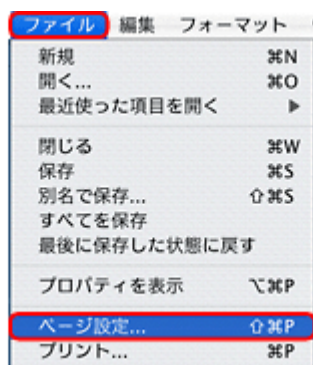 ファイル 編集 フォーマット
新規 ⌘N
開く... ⌘O
最近使った項目を開く ▶
閉じる ⌘W
保存 ⌘S
別名で保存... ⇧⌘S
すべてを保存
最後に保存した状態に戻す
プロパティを表示 ⌥⌘P
ページ設定... ⇧⌘P
プリント... ⌘P